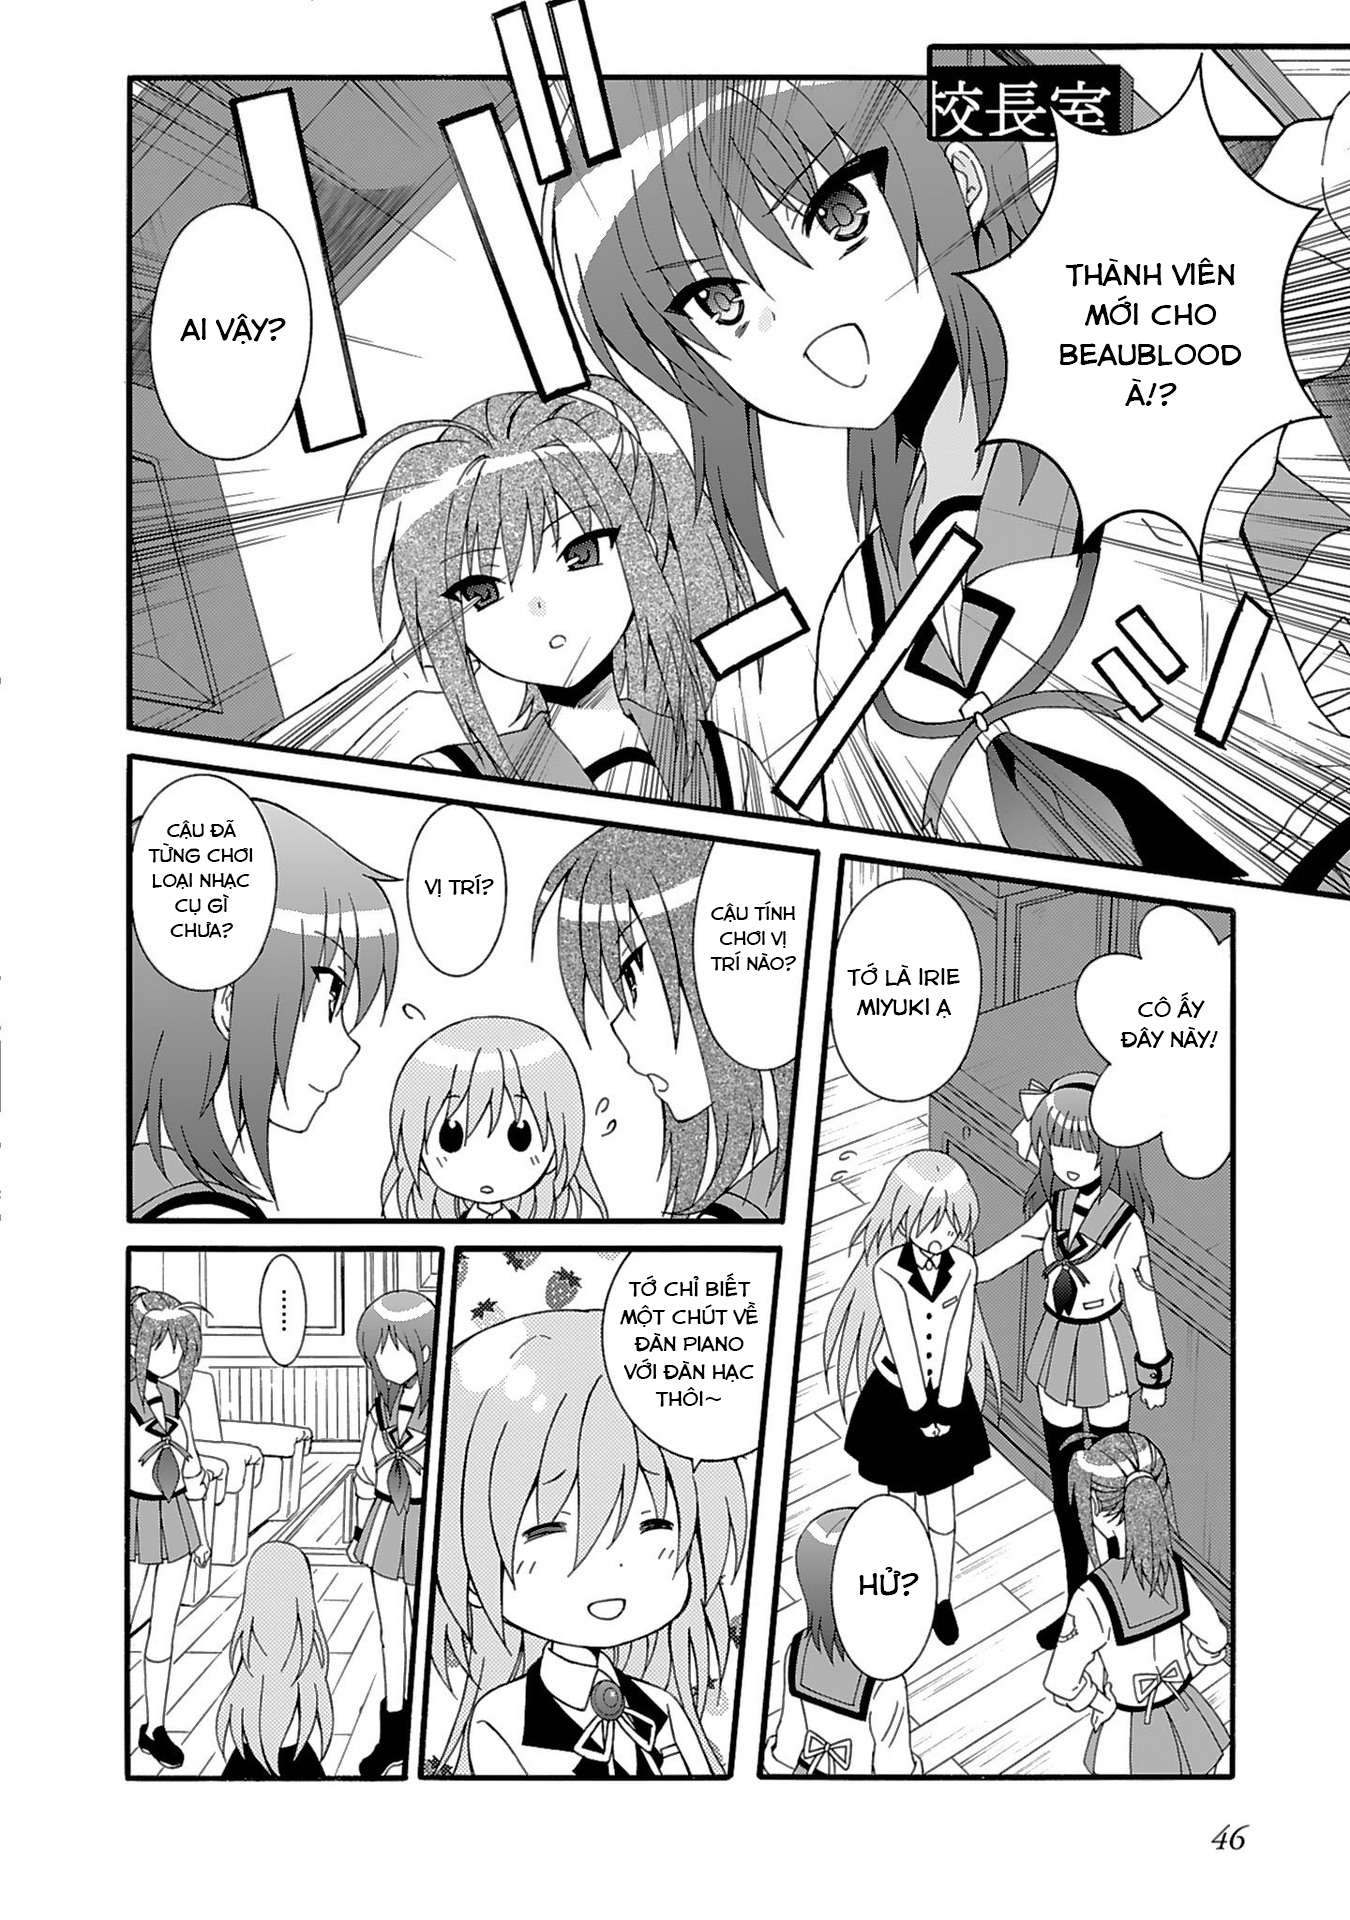 校長室
THÀNH VIÊN
MỚI CHO
BEAUBLOOD
À!?
AI VẬY?
CÔ ẤY
ĐÂY NÀY!
TỚ LÀ IRIE
MIYUKI Ạ
HỬ?
CẬU TÍNH
CHƠI VỊ
TRÍ NÀO?
VỊ TRÍ?
CẬU ĐÃ
TỪNG CHƠI
LOẠI NHẠC
CỤ GÌ
CHƯA?
TỚ CHỈ BIẾT
MỘT CHÚT VỀ
ĐÀN PIANO
VỚI ĐÀN HẠC
THÔI~
......
46